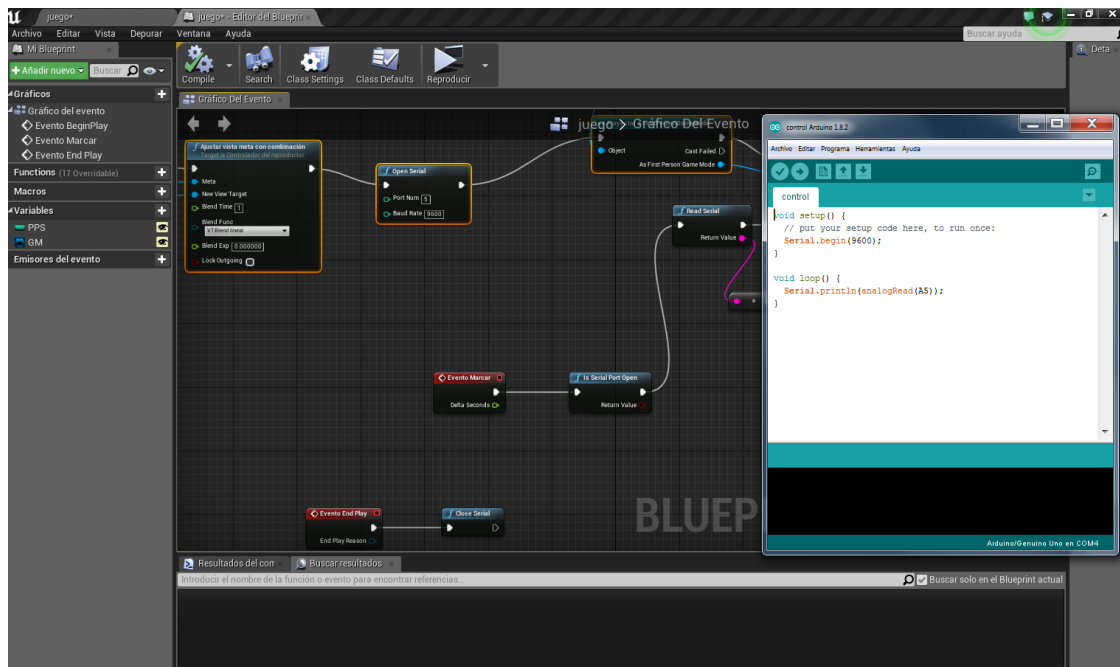 juego*
juego* - Editor del Blueprin
Archivo Editar Vista Depurar Ventana Ayuda
Buscar ayuda
Mi Blueprint
Añadir nuevo
Buscar
Compile
Search
Class Settings
Class Defaults
Reproducir
Deta
Gráficos
Gráfico del evento
Evento BeginPlay
Evento Marcar
Evento End Play
Functions (17 Overridable)
Macros
Variables
PPS
GM
Emisores del evento
Gráfico Del Evento
juego > Gráfico Del Evento
Ajustar vista meta con combinación
Target is Controlador del reproductor
Meta
New View Target
Blend Time 1
Blend Func
VTBlend lineal
Blend Exp 0.000000
Lock Outgoing
Open Serial
Port Num
Baud Rate 9600
Object
Cast Failed
As First Person Game Mode
Read Serial
Return Value
Evento Marcar
Delta Seconds
Is Serial Port Open
Return Value
Evento End Play
End Play Reason
Close Serial
BLUEP
control Arduino 1.8.2
Archivo Editar Programa Herramientas Ayuda
control
void setup() {
// put your setup code here, to run once:
Serial.begin(9600);
}
void loop() {
Serial.println(analogRead(A5));
}
Arduino/Genuino Uno en COM4
Resultados del com
Buscar resultados
Introducir el nombre de la función o evento para encontrar referencias...
Buscar solo en el Blueprint actual